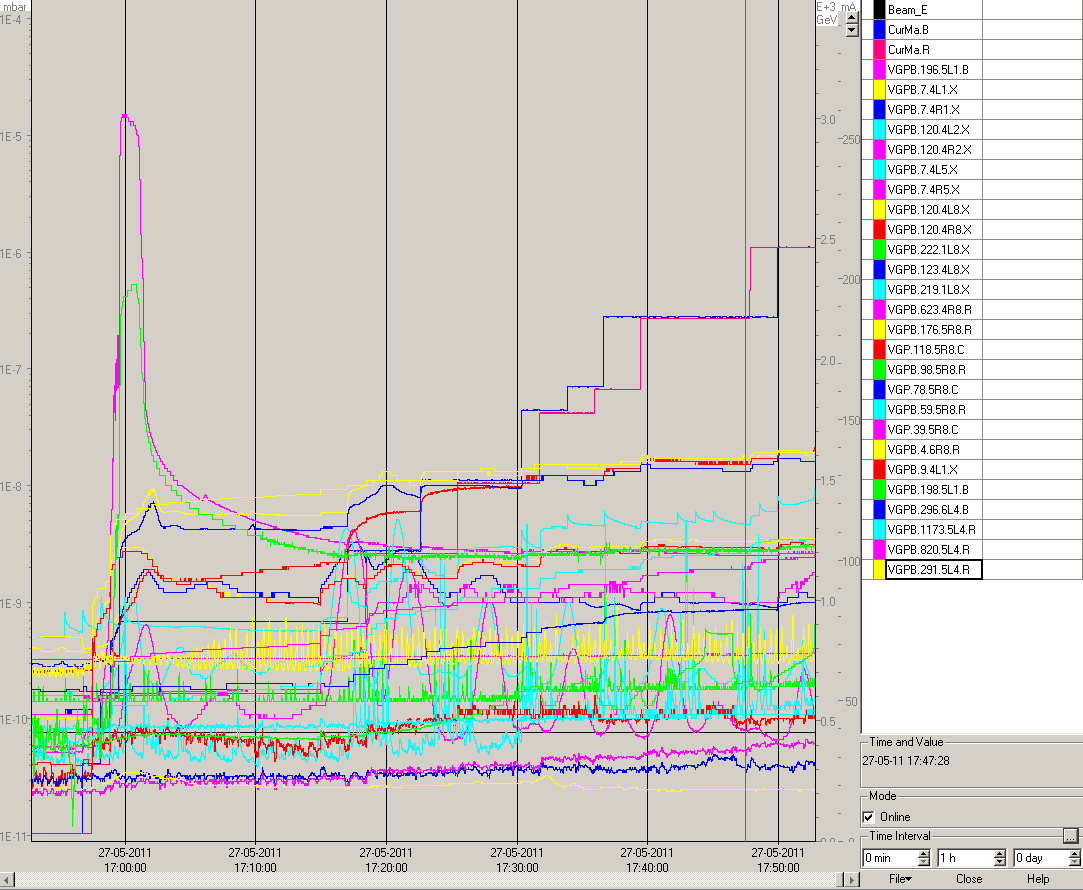 mbar
1E-4
1E-5
1E-6
1E-7
1E-8
1E-9
1E-10
1E-11
E+3 mA
GeV
3.0
250
2.5
200
2.0
150
1.5
100
1.0
50
0.5
0.0
27-05-2011 27-05-2011 27-05-2011 27-05-2011 27-05-2011 27-05-2011
17:00:00 17:10:00 17:20:00 17:30:00 17:40:00 17:50:00
Beam_E
CurMa.B
CurMa.R
VGPB.196.5L1.B
VGPB.7.4L1.X
VGPB.7.4R1.X
VGPB.120.4L2.X
VGPB.120.4R2.X
VGPB.7.4L5.X
VGPB.7.4R5.X
VGPB.120.4L8.X
VGPB.120.4R8.X
VGPB.222.1L8.X
VGPB.123.4L8.X
VGPB.219.1L8.X
VGPB.623.4R8.R
VGPB.176.5R8.R
VGP.118.5R8.C
VGPB.98.5R8.R
VGP.78.5R8.C
VGPB.59.5R8.R
VGP.39.5R8.C
VGPB.4.6R8.R
VGPB.9.4L1.X
VGPB.198.5L1.B
VGPB.296.6L4.B
VGPB.1173.5L4.R
VGPB.820.5L4.R
VGPB.291.5L4.R
Time and Value
27-05-11 17:47:28
Mode
Online
Time Interval
...
0 min 1 h 0 day
File Close Help